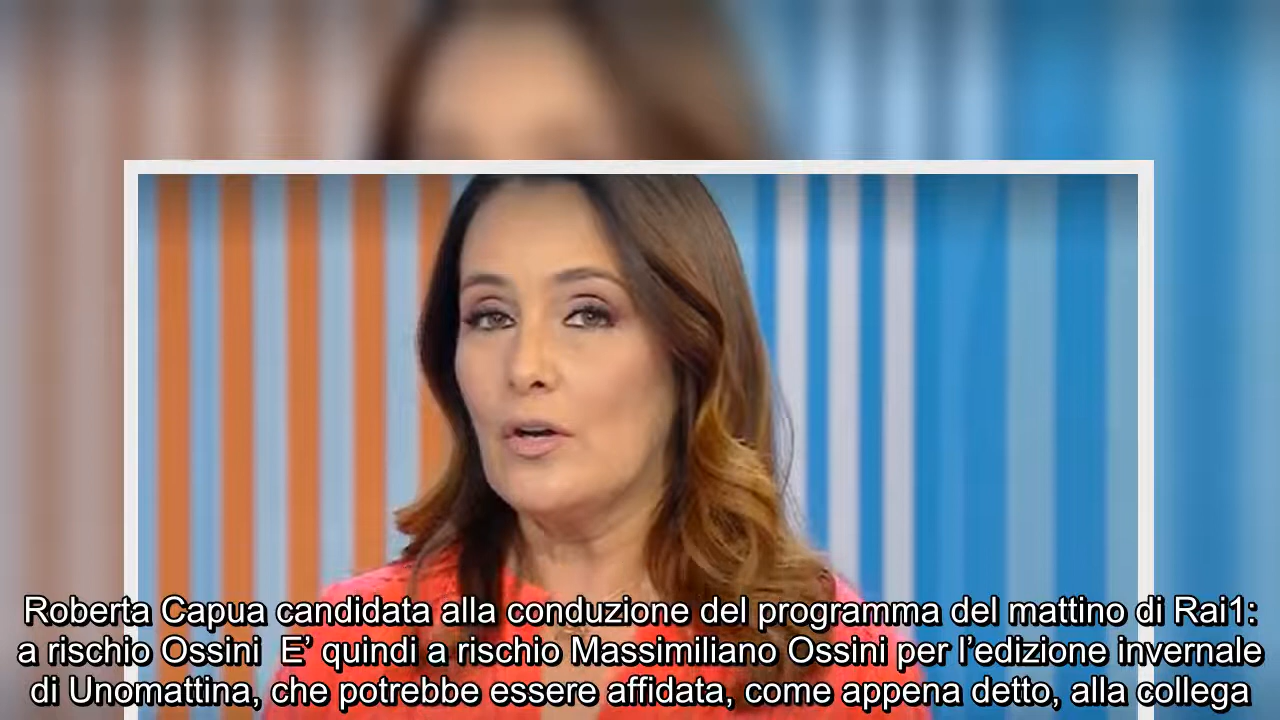 Roberta Capua candidata alla conduzione del programma del mattino di Rai1:
a rischio Ossini  E’ quindi a rischio Massimiliano Ossini per l’edizione invernale
di Unomattina, che potrebbe essere affidata, come appena detto, alla collega